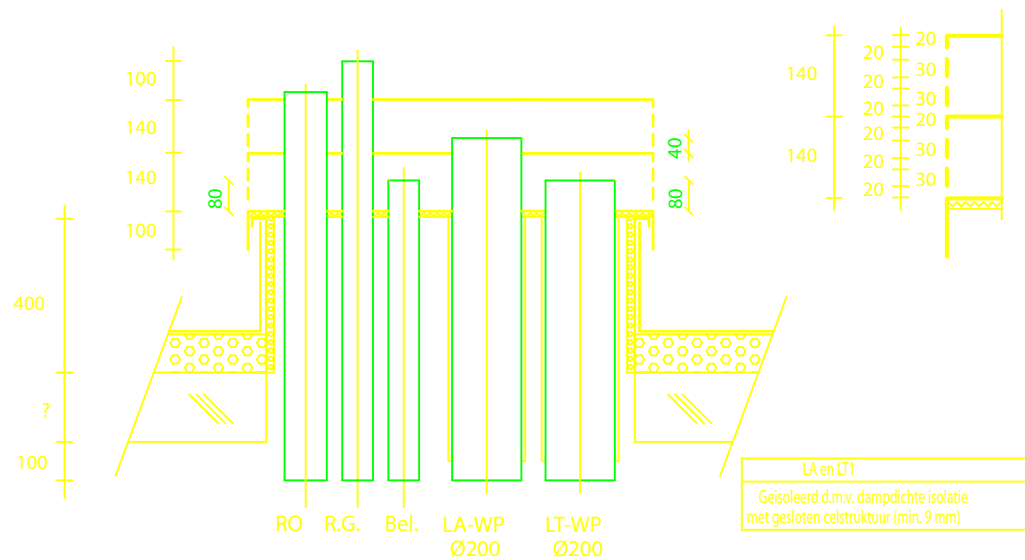 100
140
140
100
80
400
?
100
40
80
RO
R.G.
Bel.
LA-WP
Ø200
LT-WP
Ø200
140
140
20
20
20
20
20
20
20
20
30
30
20
30
30
LA en LT1
Geisoleerd d.m.v. dampdichte isolatie
met gesloten celstruktuur (min. 9 mm)